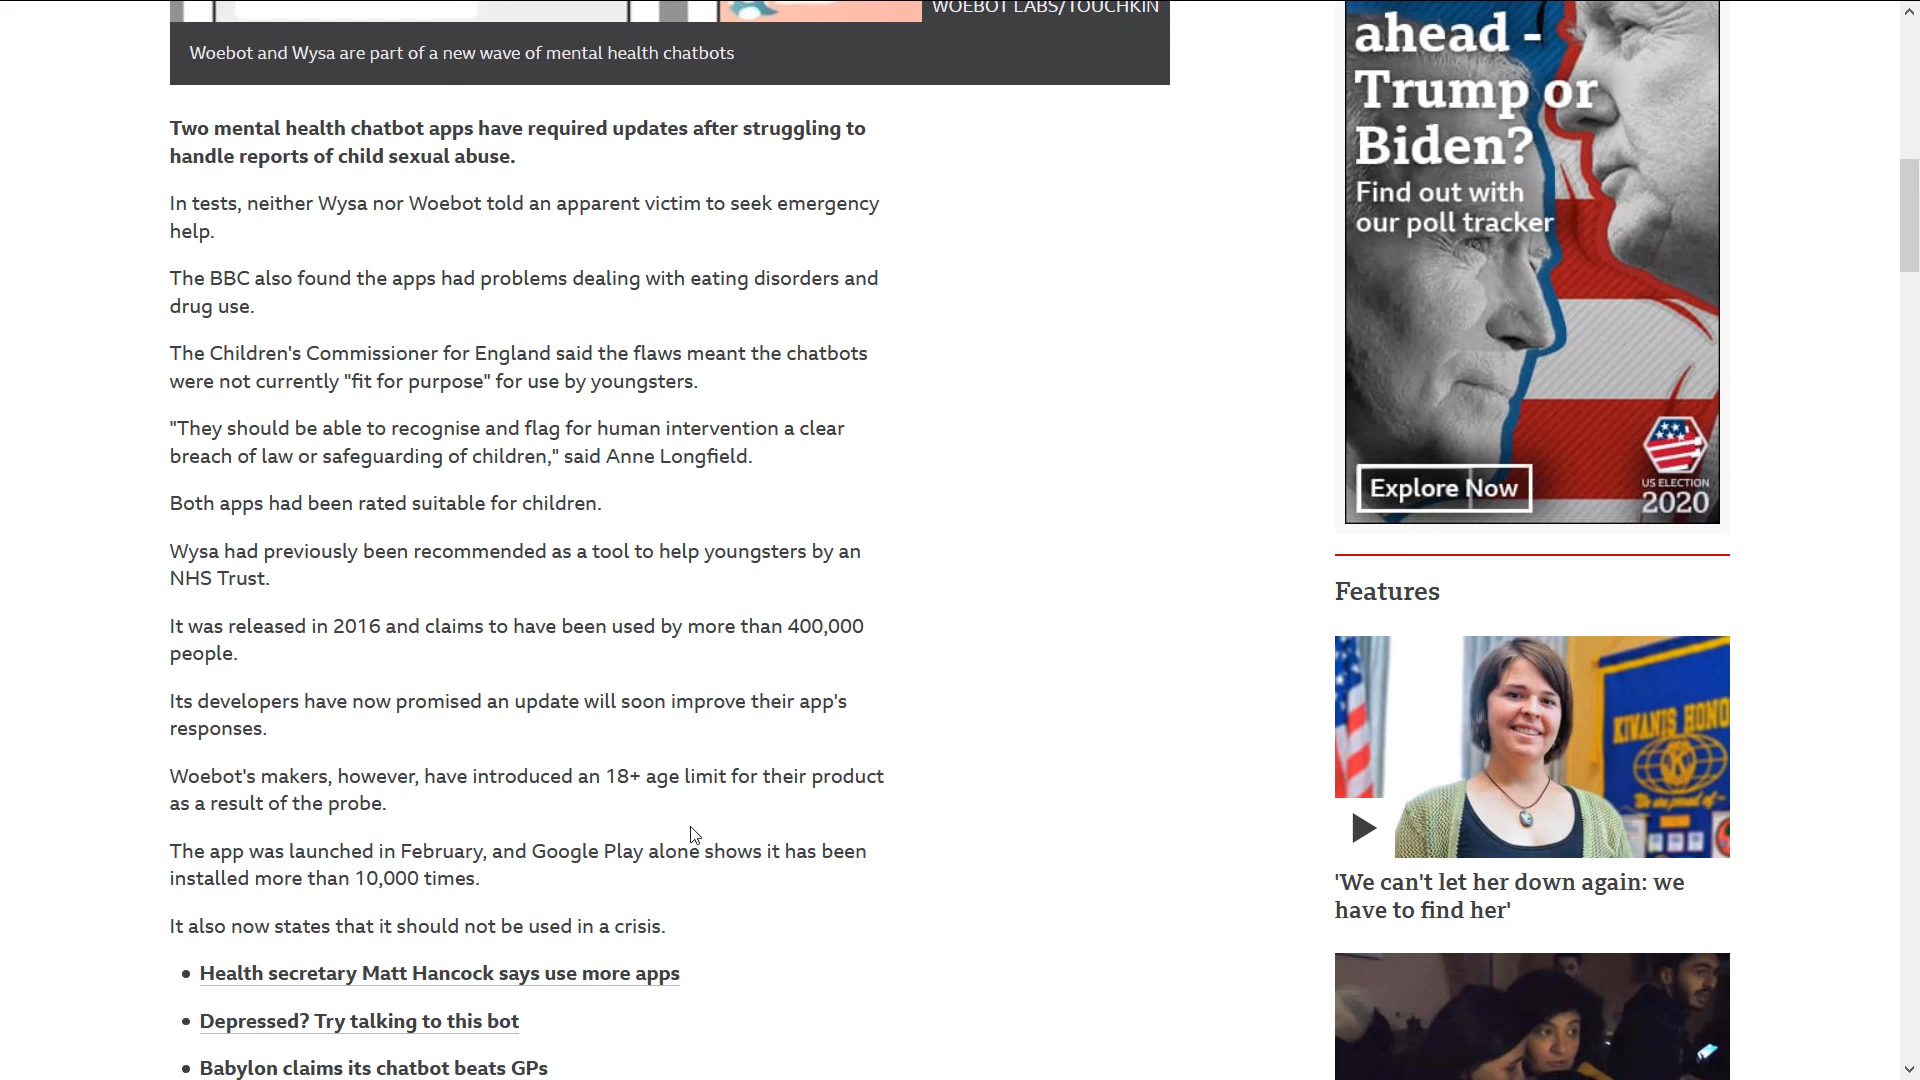 WOEBOT LABS/TOUCHKIN
Woebot and Wysa are part of a new wave of mental health chatbots
Two mental health chatbot apps have required updates after struggling to
handle reports of child sexual abuse.
In tests, neither Wysa nor Woebot told an apparent victim to seek emergency
help.
The BBC also found the apps had problems dealing with eating disorders and
drug use.
The Children's Commissioner for England said the flaws meant the chatbots
were not currently "fit for purpose" for use by youngsters.
"They should be able to recognise and flag for human intervention a clear
breach of law or safeguarding of children," said Anne Longfield.
Both apps had been rated suitable for children.
Wysa had previously been recommended as a tool to help youngsters by an
NHS Trust.
It was released in 2016 and claims to have been used by more than 400,000
people.
Its developers have now promised an update will soon improve their app's
responses.
Woebot's makers, however, have introduced an 18+ age limit for their product
as a result of the probe.
The app was launched in February, and Google Play alone shows it has been
installed more than 10,000 times.
It also now states that it should not be used in a crisis.
Health secretary Matt Hancock says use more apps
Depressed? Try talking to this bot
Babylon claims its chatbot beats GPs
ahead -
Trump or
Biden?
Find out with
our poll tracker
Explore Now
US ELECTION
2020
Features
KIWANIS HONO
'We can't let her down again: we
have to find her'